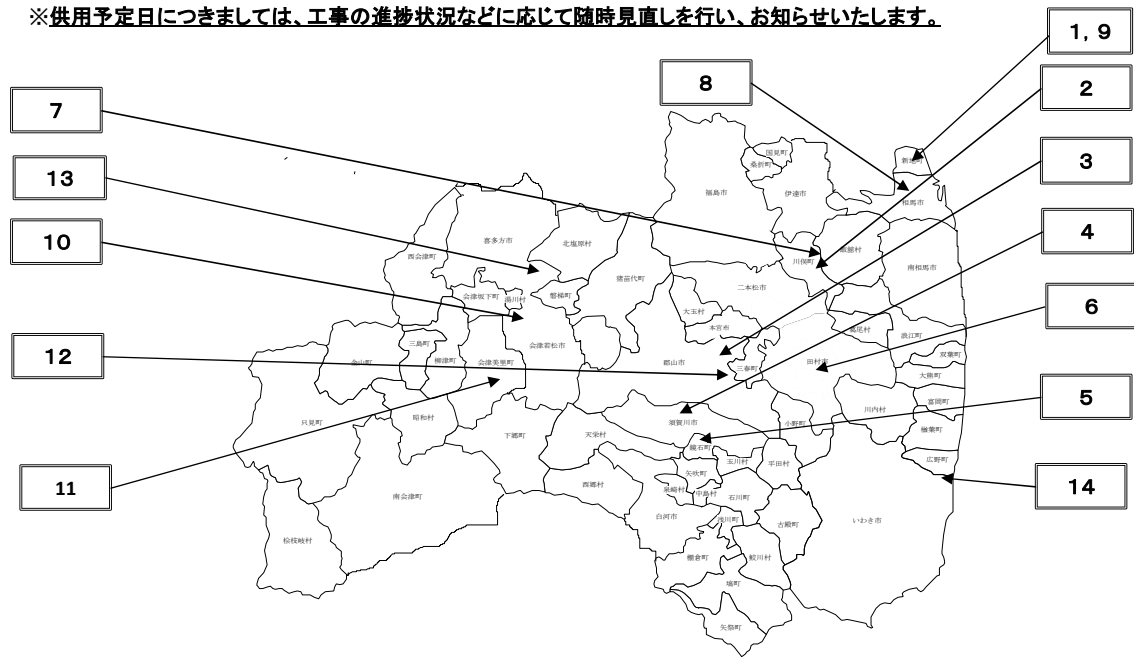 ※供用予定日につきましては、工事の進捗状況などに応じて随時見直しを行い、お知らせいたします。
1，9
8
2
7
3
13
4
10
6
12
5
11
14
新地町
国見町
桑折町
福島市
伊達市
相馬市
喜多方市
北塩原村
西会津町
川俣町
飯舘村
南相馬市
猪苗代町
二本松市
会津坂下町
湯川村
磐梯町
大玉村
本宮市
葛尾村
浪江町
三島町
会津若松市
双葉町
金山町
柳津町
会津美里町
郡山市
三春町
田村市
大熊町
富岡町
川内村
昭和村
只見町
下郷町
天栄村
須賀川市
小野町
楢葉町
鏡石町
広野町
玉川村
平田村
矢吹町
西郷村
泉崎村
中島村
石川町
南会津町
白河市
浅川町
古殿町
いわき市
檜枝岐村
棚倉町
鮫川村
塙町
矢祭町